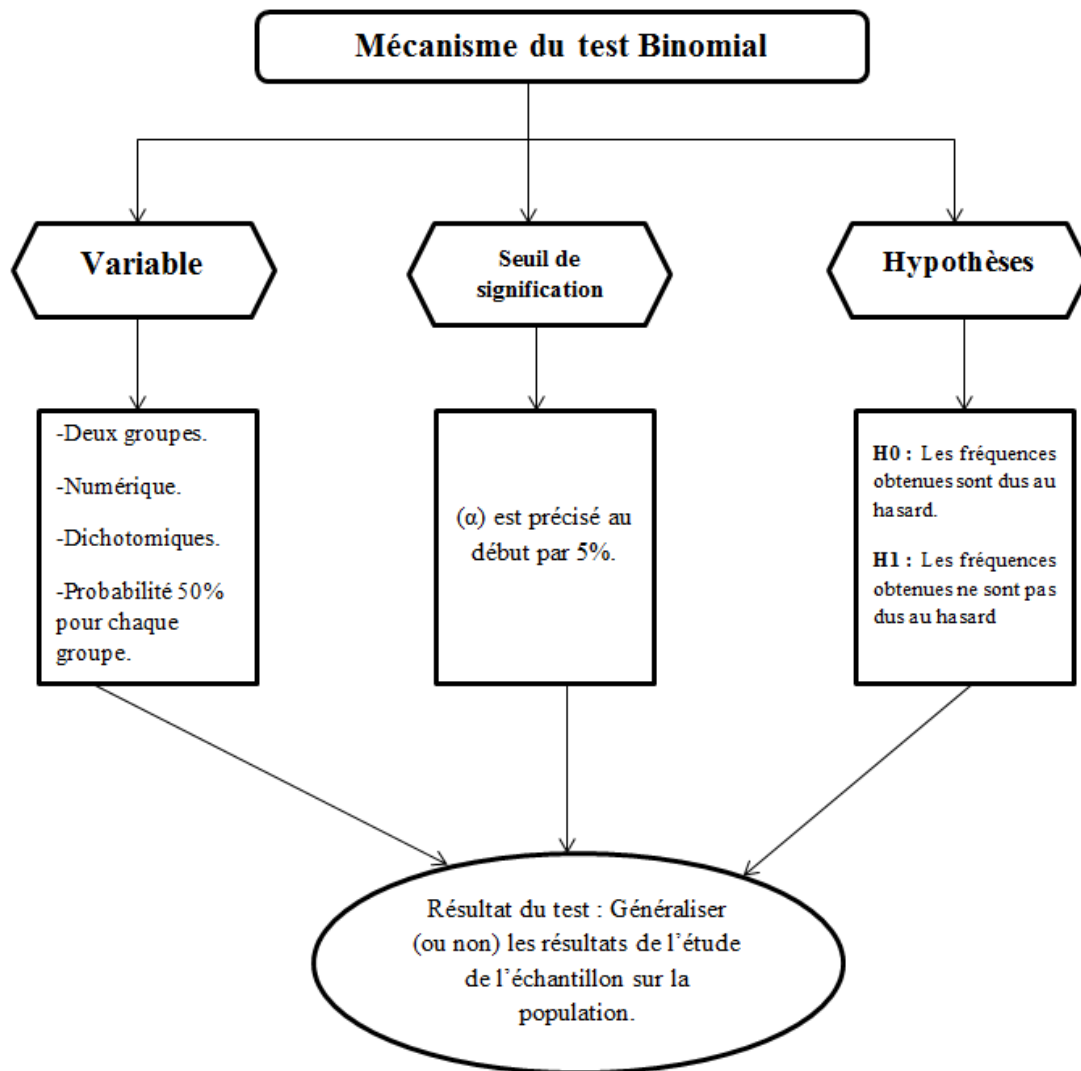 Mécanisme du test Binomial
Variable
Seuil de
signification
Hypothèses
-Deux groupes.
-Numérique.
-Dichotomiques.
-Probabilité 50%
pour chaque
groupe.
(α) est précisé au
début par 5%.
H0 : Les fréquences
obtenues sont dus au
hasard.
H1 : Les fréquences
obtenues ne sont pas
dus au hasard
Résultat du test : Généraliser
(ou non) les résultats de l’étude
de l’échantillon sur la
population.